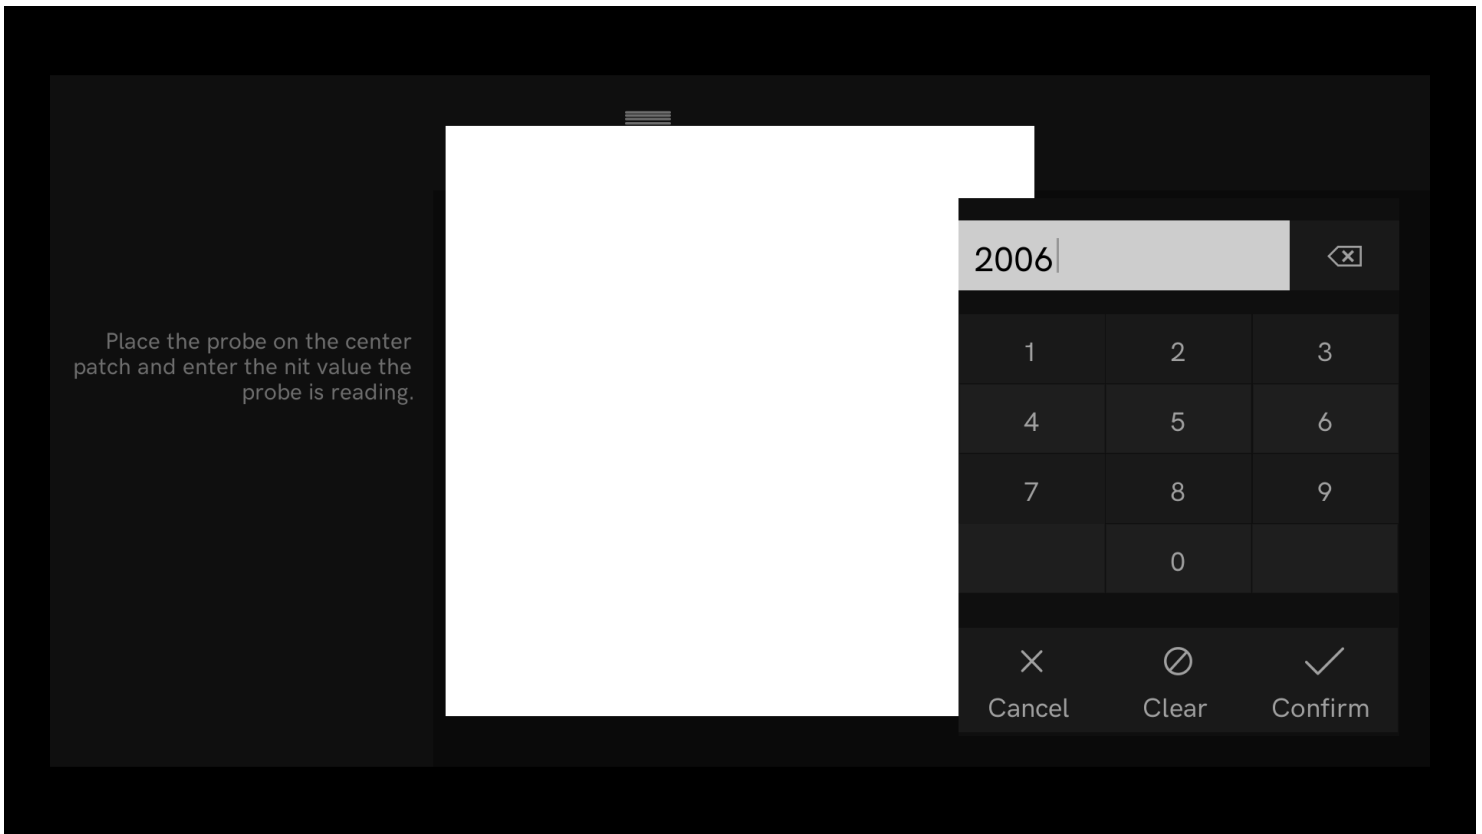 Place the probe on the center
patch and enter the nit value the
probe is reading.
2006
1 2 3
4 5 6
7 8 9
0
Cancel Clear Confirm